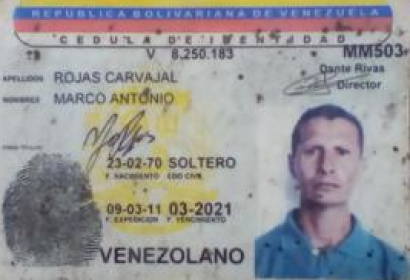 REPUBLICA BOLIVARIANA DE VENEZUELA
CEDULA DE IDENTIDAD
V 8.250.183 MM503
APELLIDOS ROJAS CARVAJAL Dante Rivas
Director
NOMBRES MARCO ANTONIO
FIRMA TITULAR
23-02-70 SOLTERO
F. NACIMIENTO EDO CIVIL
09-03-11 03-2021
F. EXPEDICION F. VENCIMIENTO
VENEZOLANO